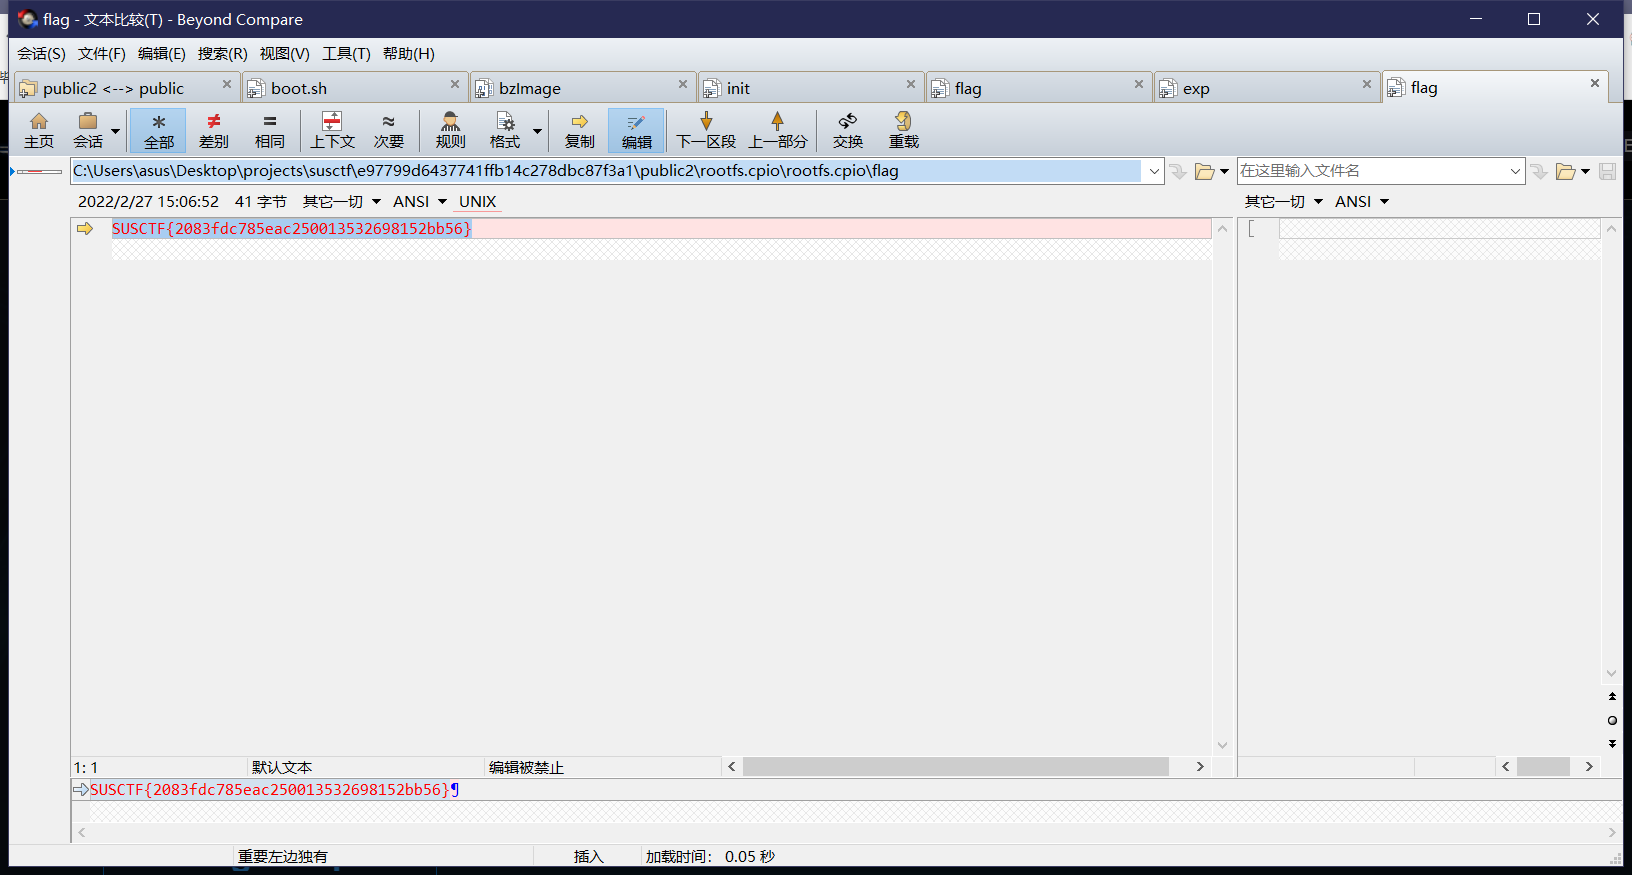 flag - 文本比较(T) - Beyond Compare
会话(S) 文件(F) 编辑(E) 搜索(R) 视图(V) 工具(T) 帮助(H)
public2 <--> public boot.sh bzImage init flag exp flag
主页 会话 全部 差别 相同 上下文 次要 规则 格式 复制 编辑 下一区段 上一部分 交换 重载
C:\Users\asus\Desktop\projects\susctf\e97799d6437741ffb14c278dbc87f3a1\public2\rootfs.cpio\rootfs.cpio\flag 在这里输入文件名
2022/2/27 15:06:52 41 字节 其它一切 ANSI UNIX 其它一切 ANSI
SUSCTF{2083fdc785eac250013532698152bb56}
1: 1 默认文本 编辑被禁止
SUSCTF{2083fdc785eac250013532698152bb56}¶
重要左边独有 插入 加载时间: 0.05 秒